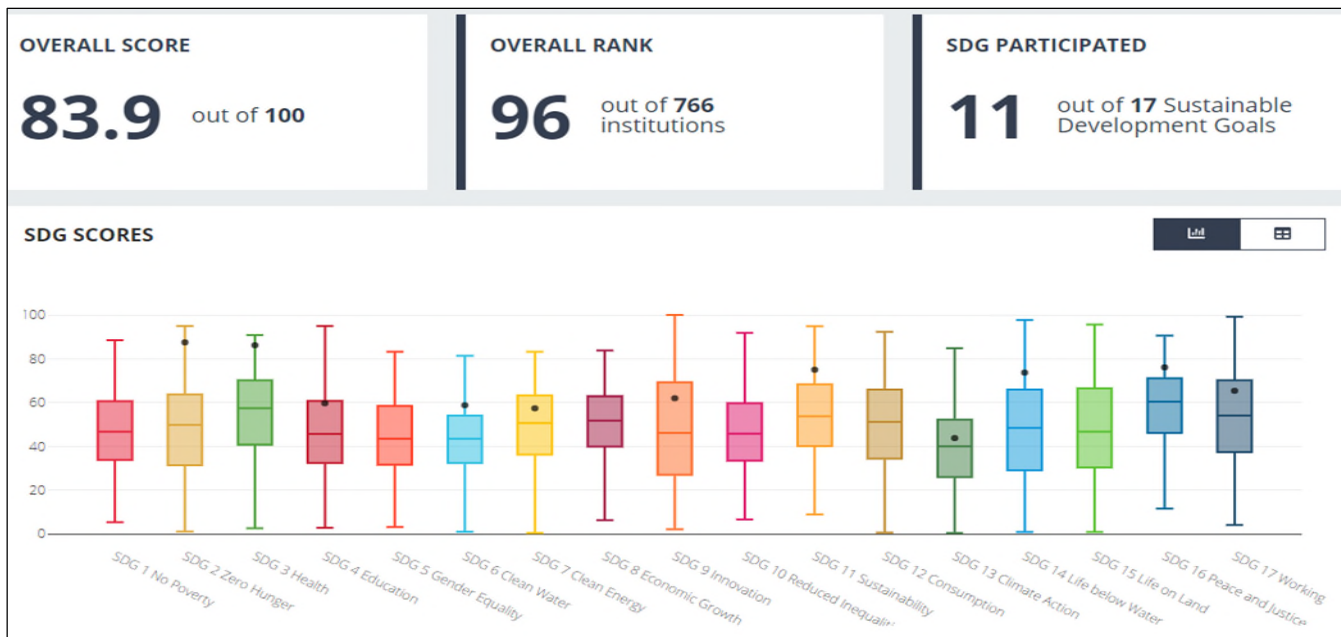 OVERALL SCORE
83.9 out of 100
OVERALL RANK
96 out of 766
institutions
SDG PARTICIPATED
11 out of 17 Sustainable
Development Goals
SDG SCORES
100
80
60
40
20
0
SDG 1 No Poverty
SDG 2 Zero Hunger
SDG 3 Health
SDG 4 Education
SDG 5 Gender Equality
SDG 6 Clean Water
SDG 7 Clean Energy
SDG 8 Economic Growth
SDG 9 Innovation
SDG 10 Reduced Inequaliti
SDG 11 Sustainability
SDG 12 Consumption
SDG 13 Climate Action
SDG 14 Life below Water
SDG 15 Life on Land
SDG 16 Peace and Justice
SDG 17 Working